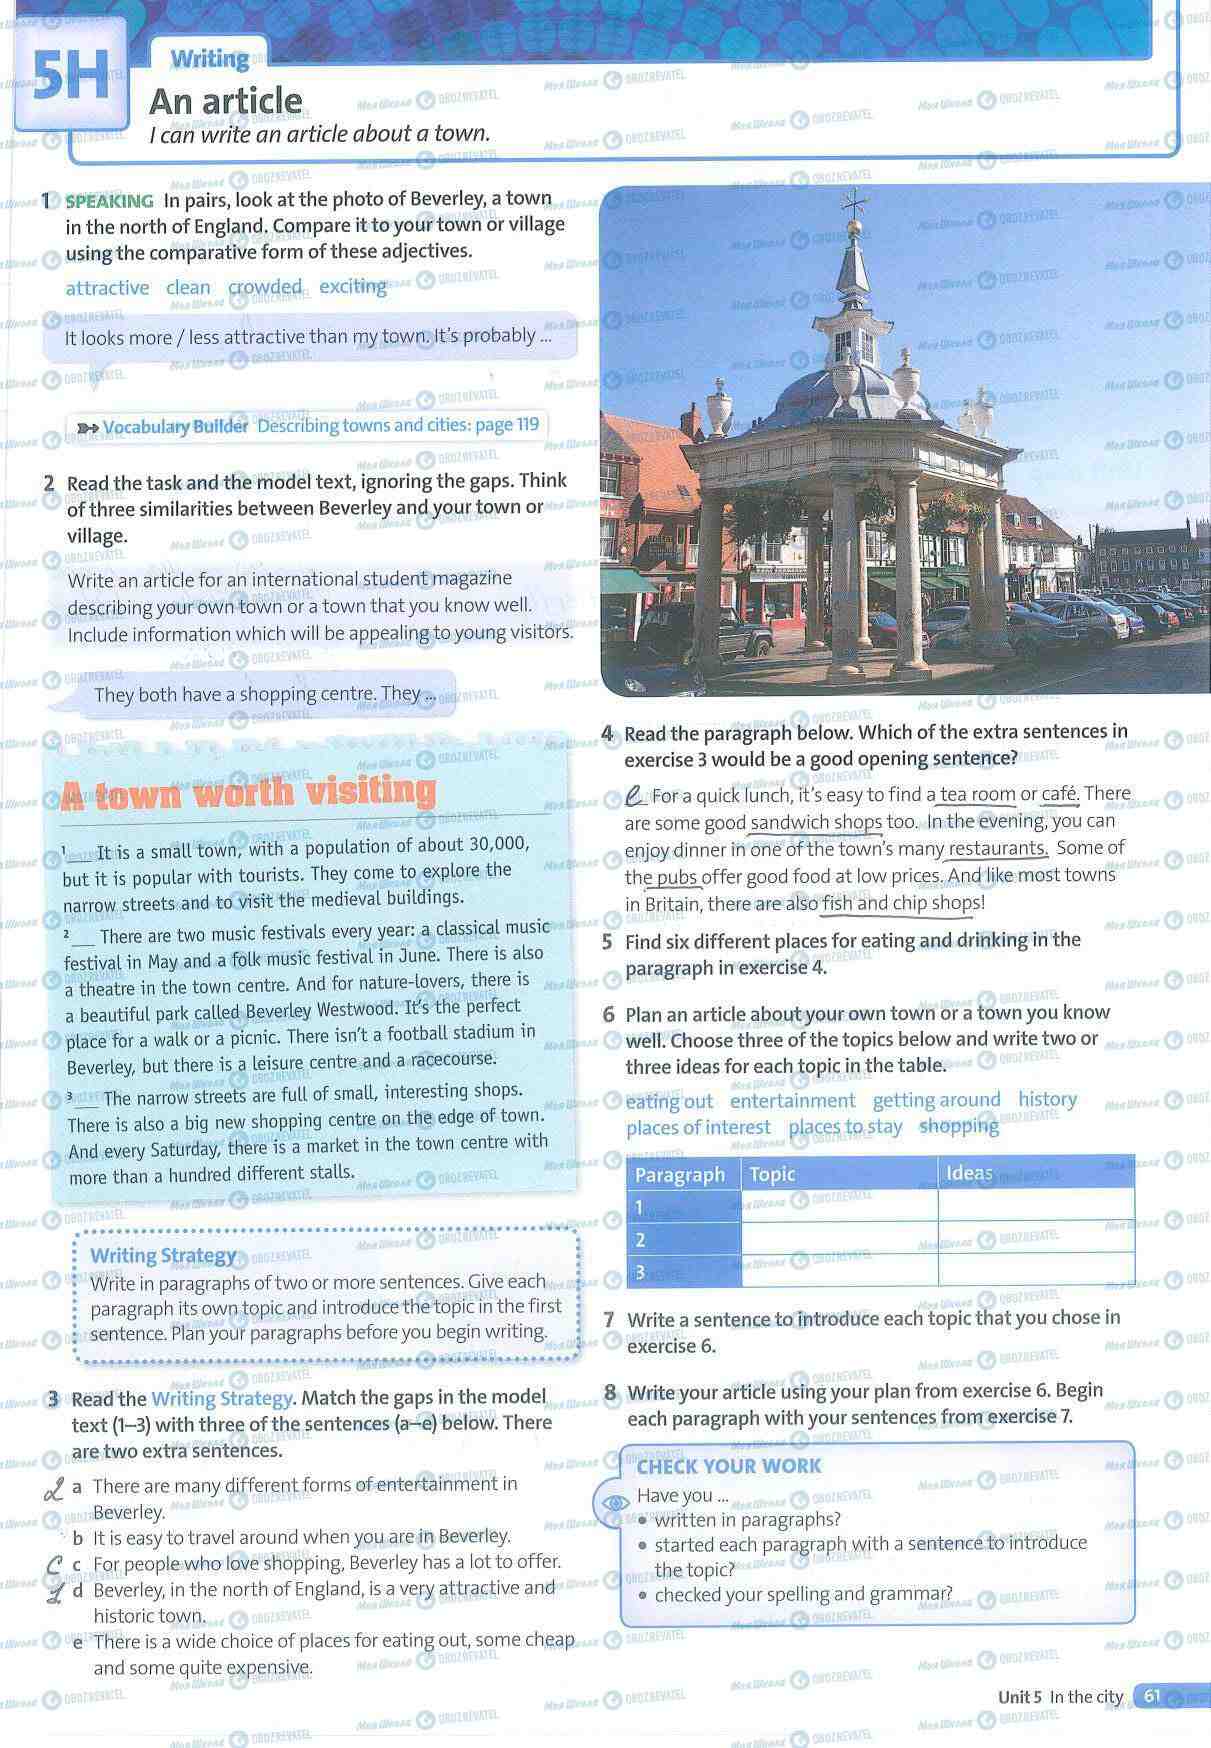 5H
Writing
An article
I can write an article about a town.
1 SPEAKING In pairs, look at the photo of Beverley, a town
in the north of England. Compare it to your town or village
using the comparative form of these adjectives.
attractive clean crowded exciting
It looks more / less attractive than my town. It's probably ...
Vocabulary Builder Describing towns and cities: page 119
2 Read the task and the model text, ignoring the gaps. Think
of three similarities between Beverley and your town or
village.
Write an article for an international student magazine
describing your own town or a town that you know well.
Include information which will be appealing to young visitors.
They both have a shopping centre. They ...
A town worth visiting
1 ___ It is a small town, with a population of about 30,000,
but it is popular with tourists. They come to explore the
narrow streets and to visit the medieval buildings.
2 ___ There are two music festivals every year: a classical music
festival in May and a folk music festival in June. There is also
a theatre in the town centre. And for nature-lovers, there is
a beautiful park called Beverley Westwood. It's the perfect
place for a walk or a picnic. There isn't a football stadium in
Beverley, but there is a leisure centre and a racecourse.
3 ___ The narrow streets are full of small, interesting shops.
There is also a big new shopping centre on the edge of town.
And every Saturday, there is a market in the town centre with
more than a hundred different stalls.
Writing Strategy
Write in paragraphs of two or more sentences. Give each
paragraph its own topic and introduce the topic in the first
sentence. Plan your paragraphs before you begin writing.
3 Read the Writing Strategy. Match the gaps in the model
text (1–3) with three of the sentences (a–e) below. There
are two extra sentences.
2 a There are many different forms of entertainment in
Beverley.
b It is easy to travel around when you are in Beverley.
c For people who love shopping, Beverley has a lot to offer.
1 d Beverley, in the north of England, is a very attractive and
historic town.
e There is a wide choice of places for eating out, some cheap
and some quite expensive.
4 Read the paragraph below. Which of the extra sentences in
exercise 3 would be a good opening sentence?
e For a quick lunch, it's easy to find a tea room or café. There
are some good sandwich shops too. In the evening, you can
enjoy dinner in one of the town's many restaurants. Some of
the pubs offer good food at low prices. And like most towns
in Britain, there are also fish and chip shops!
5 Find six different places for eating and drinking in the
paragraph in exercise 4.
6 Plan an article about your own town or a town you know
well. Choose three of the topics below and write two or
three ideas for each topic in the table.
eating out entertainment getting around history
places of interest places to stay shopping
Paragraph Topic Ideas
1
2
3
7 Write a sentence to introduce each topic that you chose in
exercise 6.
8 Write your article using your plan from exercise 6. Begin
each paragraph with your sentences from exercise 7.
CHECK YOUR WORK
Have you ...
• written in paragraphs?
• started each paragraph with a sentence to introduce
the topic?
• checked your spelling and grammar?
Unit 5 In the city 61
Моя Школа OBOZREVATEL